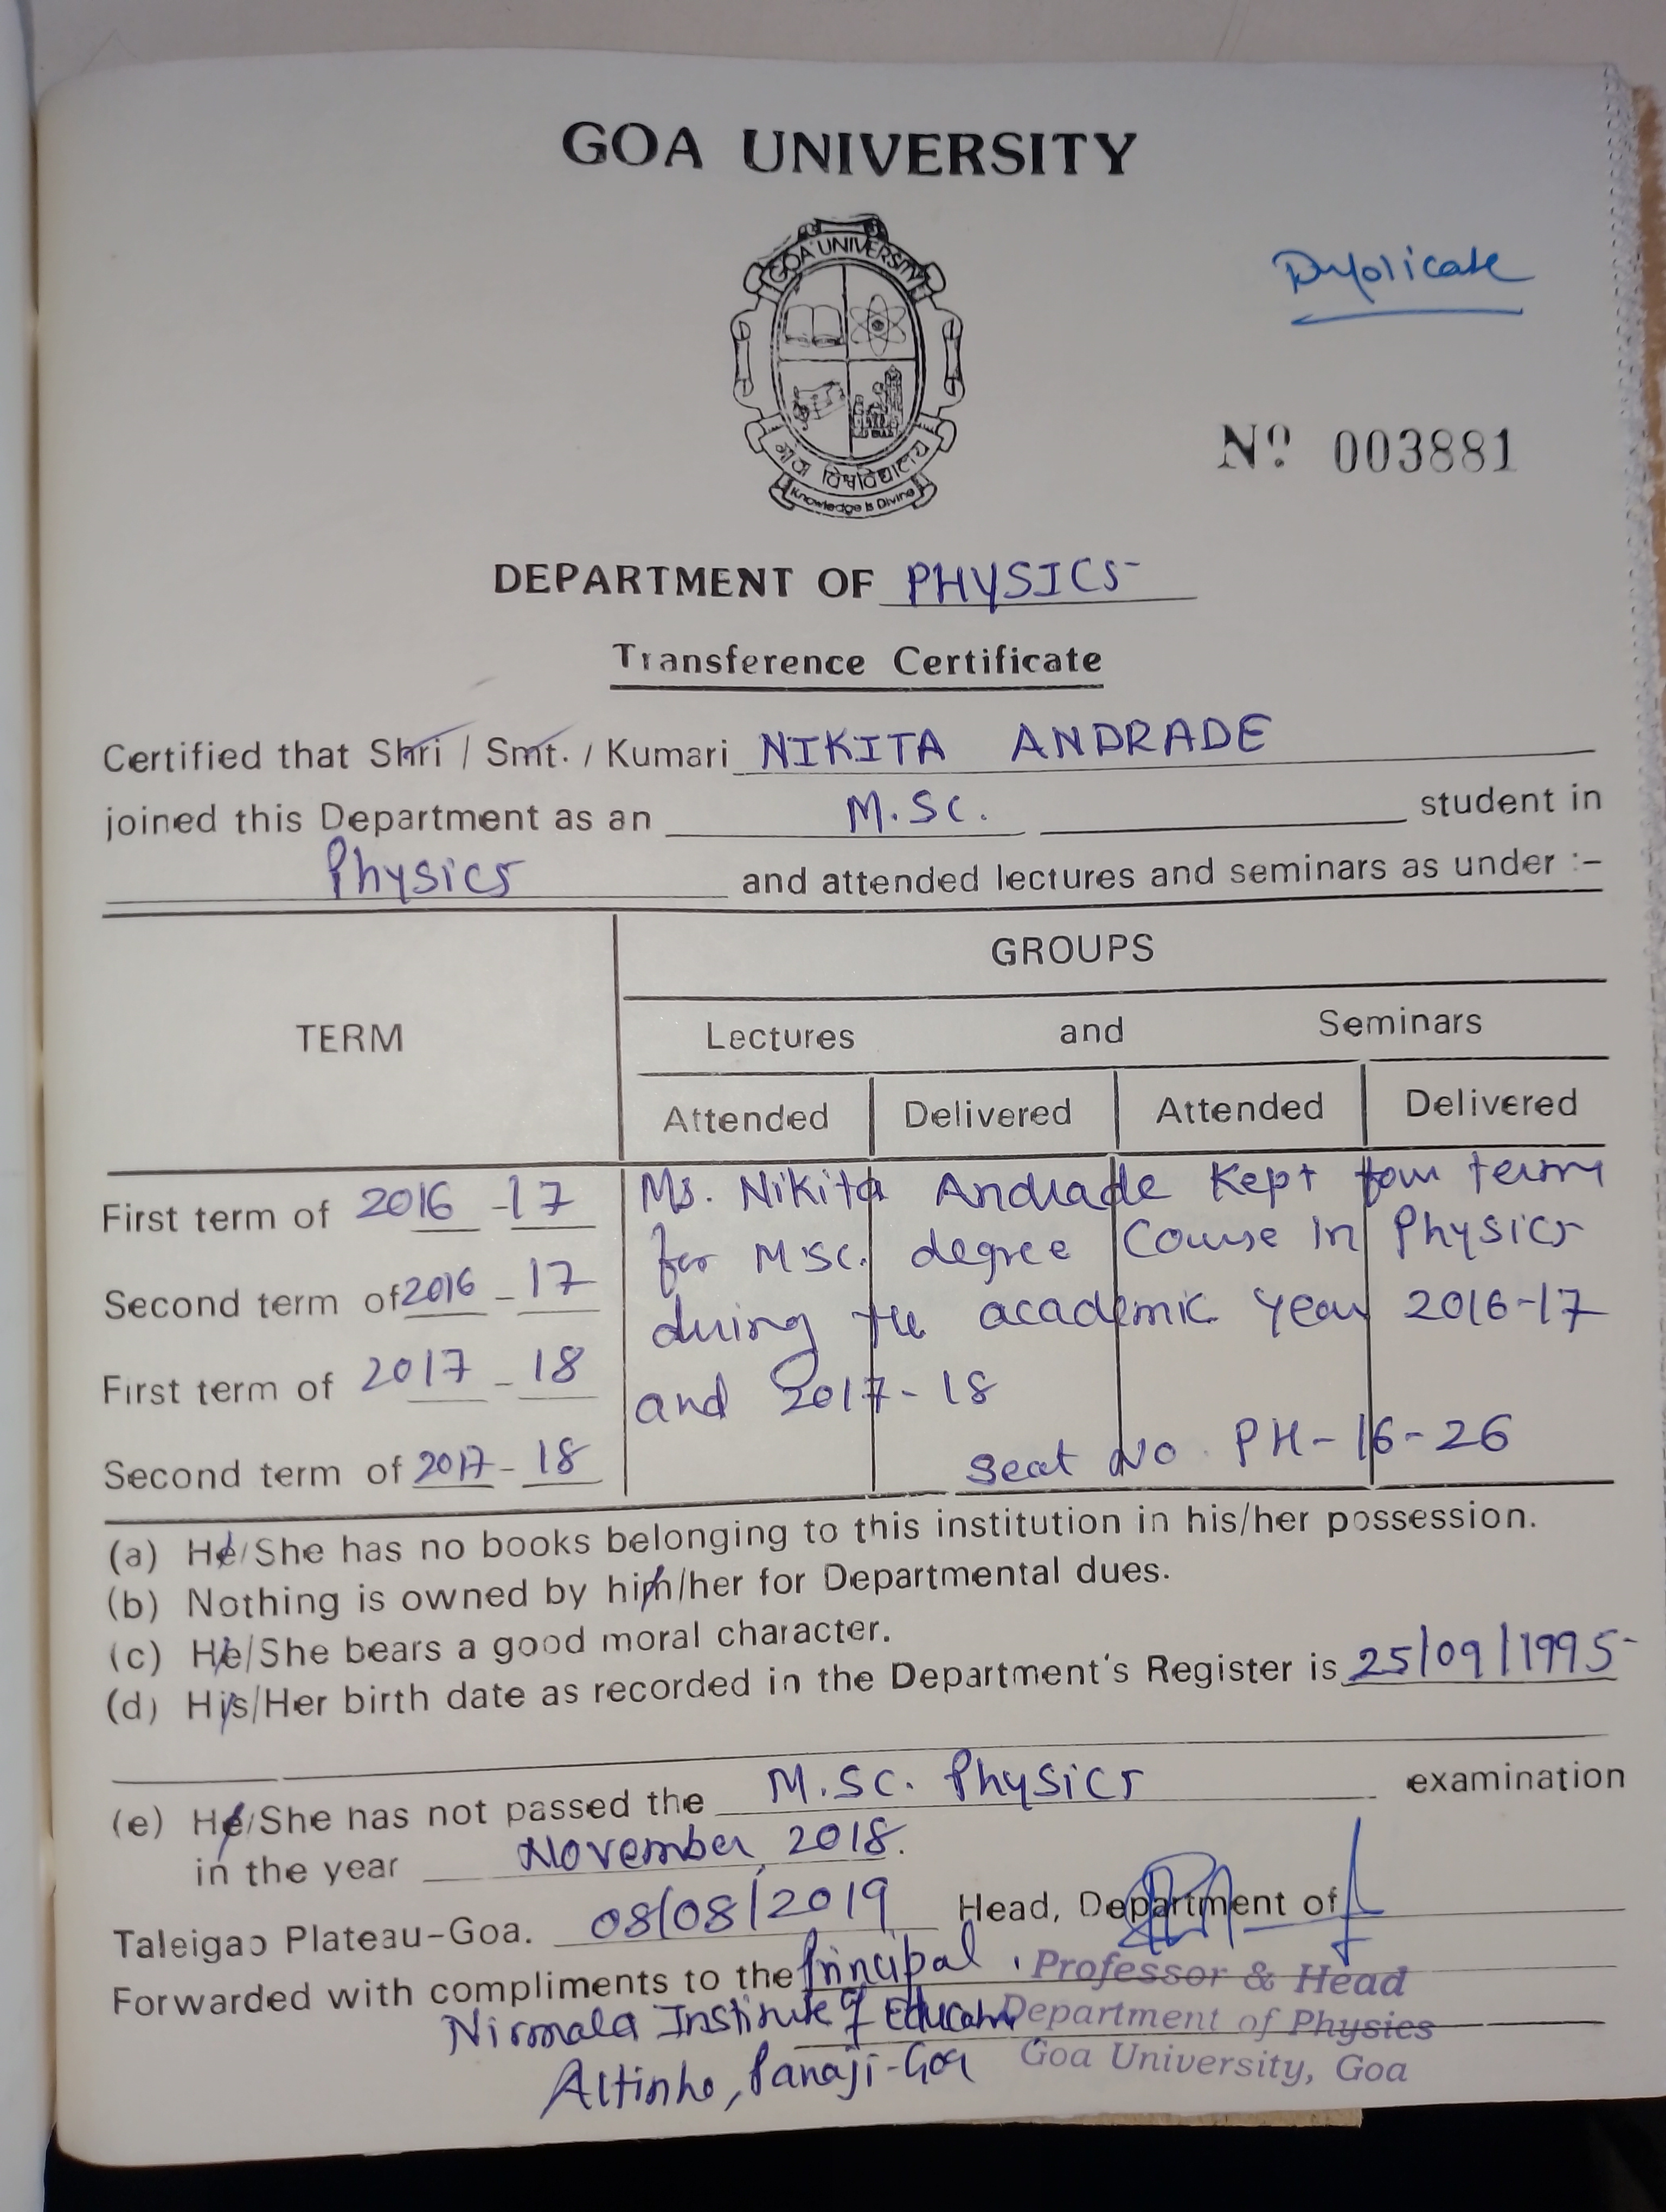 GOA UNIVERSITY
GOA UNIVERSITY
गोवा विश्वविद्यालय
Knowledge is Divine
Duplicate
Nº 003881
DEPARTMENT OF PHYSICS
Transference Certificate
Certified that Shri / Smt. / Kumari NIKITA ANDRADE
joined this Department as an M.Sc. student in
Physics and attended lectures and seminars as under :-
TERM
GROUPS
Lectures and Seminars
Attended Delivered Attended Delivered
First term of 2016 - 17
Second term of 2016 - 17
First term of 2017 - 18
Second term of 2017 - 18
Ms. Nikita Andrade Kept four terms
for M.Sc. degree Course in Physics
during the academic year 2016-17
and 2017-18
Seat No. PH-16-26
(a) He/She has no books belonging to this institution in his/her possession.
(b) Nothing is owned by him/her for Departmental dues.
(c) He/She bears a good moral character.
(d) His/Her birth date as recorded in the Department's Register is 25/09/1995
(e) He/She has not passed the M.Sc. Physics examination
in the year November, 2018.
Taleigao Plateau-Goa. 08/08/2019 Head, Department of
Forwarded with compliments to the Principal,
Nirmala Institute of Education
Altinho, Panaji-Goa
Professor & Head
Department of Physics
Goa University, Goa